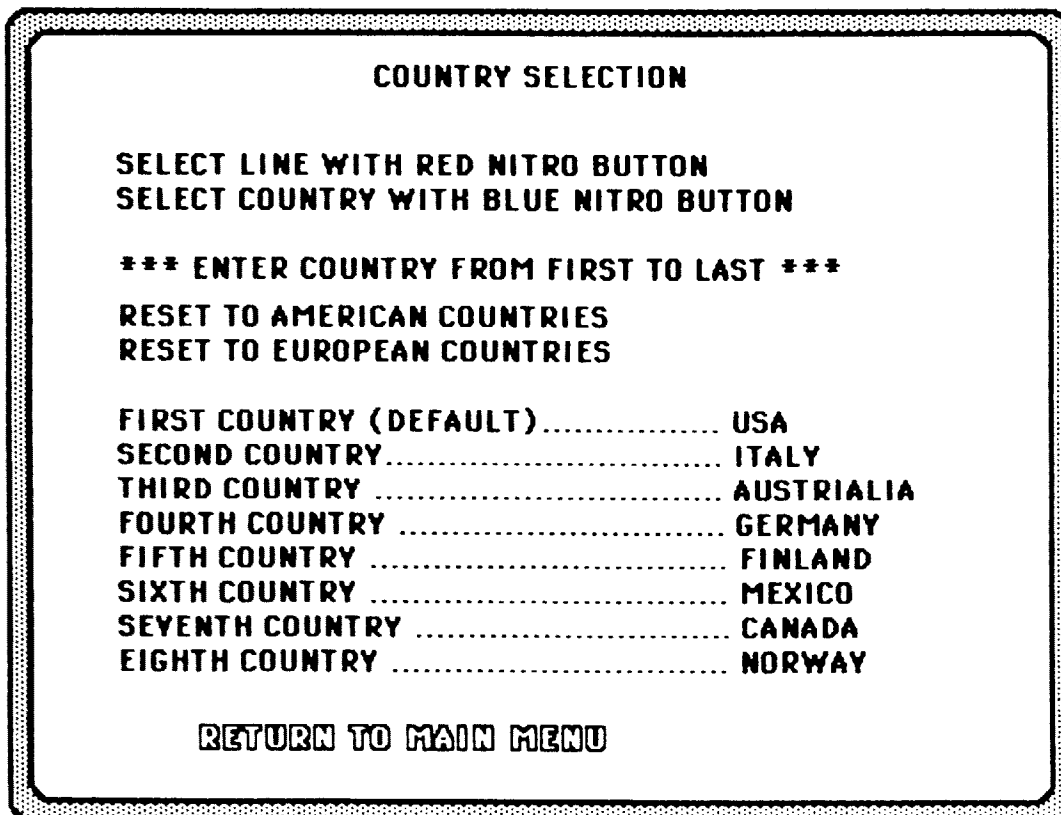 COUNTRY SELECTION
SELECT LINE WITH RED NITRO BUTTON
SELECT COUNTRY WITH BLUE NITRO BUTTON
*** ENTER COUNTRY FROM FIRST TO LAST ***
RESET TO AMERICAN COUNTRIES
RESET TO EUROPEAN COUNTRIES
FIRST COUNTRY (DEFAULT)................ USA
SECOND COUNTRY.............................. ITALY
THIRD COUNTRY ............................... AUSTRIALIA
FOURTH COUNTRY ............................. GERMANY
FIFTH COUNTRY ................................ FINLAND
SIXTH COUNTRY ................................ MEXICO
SEVENTH COUNTRY ............................ CANADA
EIGHTH COUNTRY .............................. NORWAY
RETURN TO MAIN MENU